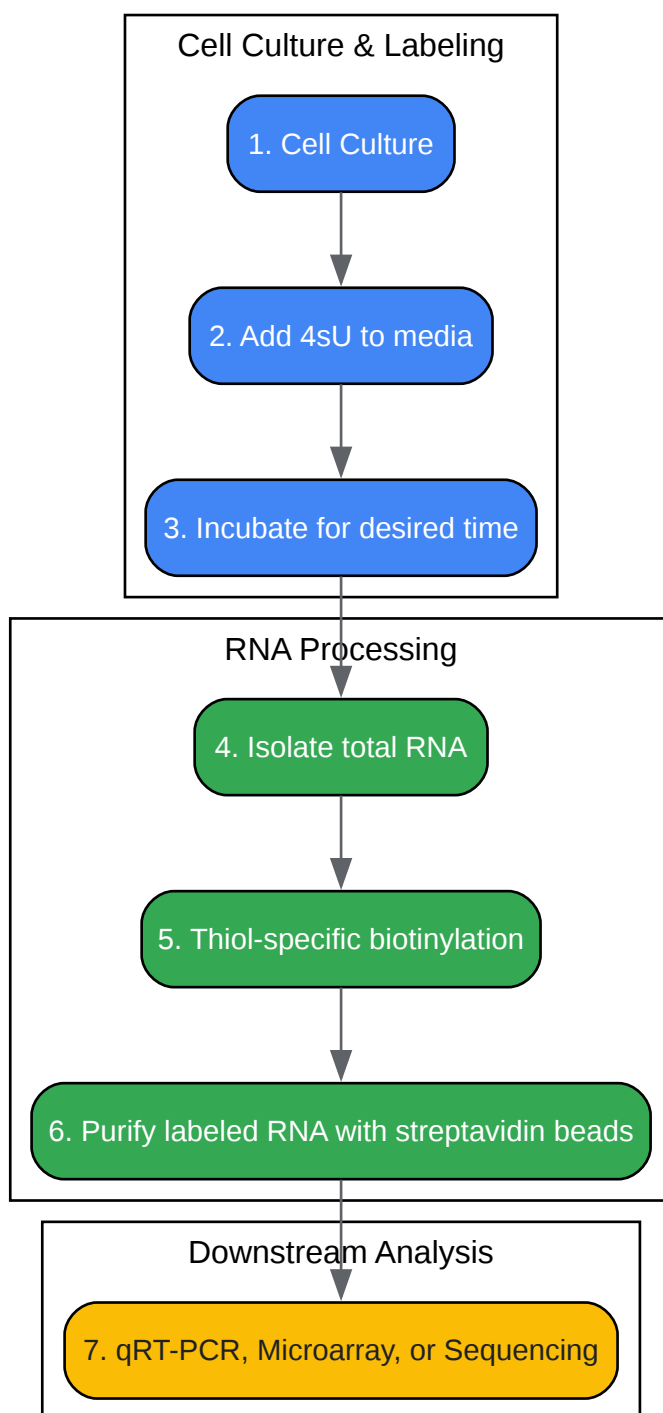 Cell Culture & Labeling
1. Cell Culture
2. Add 4sU to media
3. Incubate for desired time
RNA Processing
4. Isolate total RNA
5. Thiol-specific biotinylation
6. Purify labeled RNA with streptavidin beads
Downstream Analysis
7. qRT-PCR, Microarray, or Sequencing